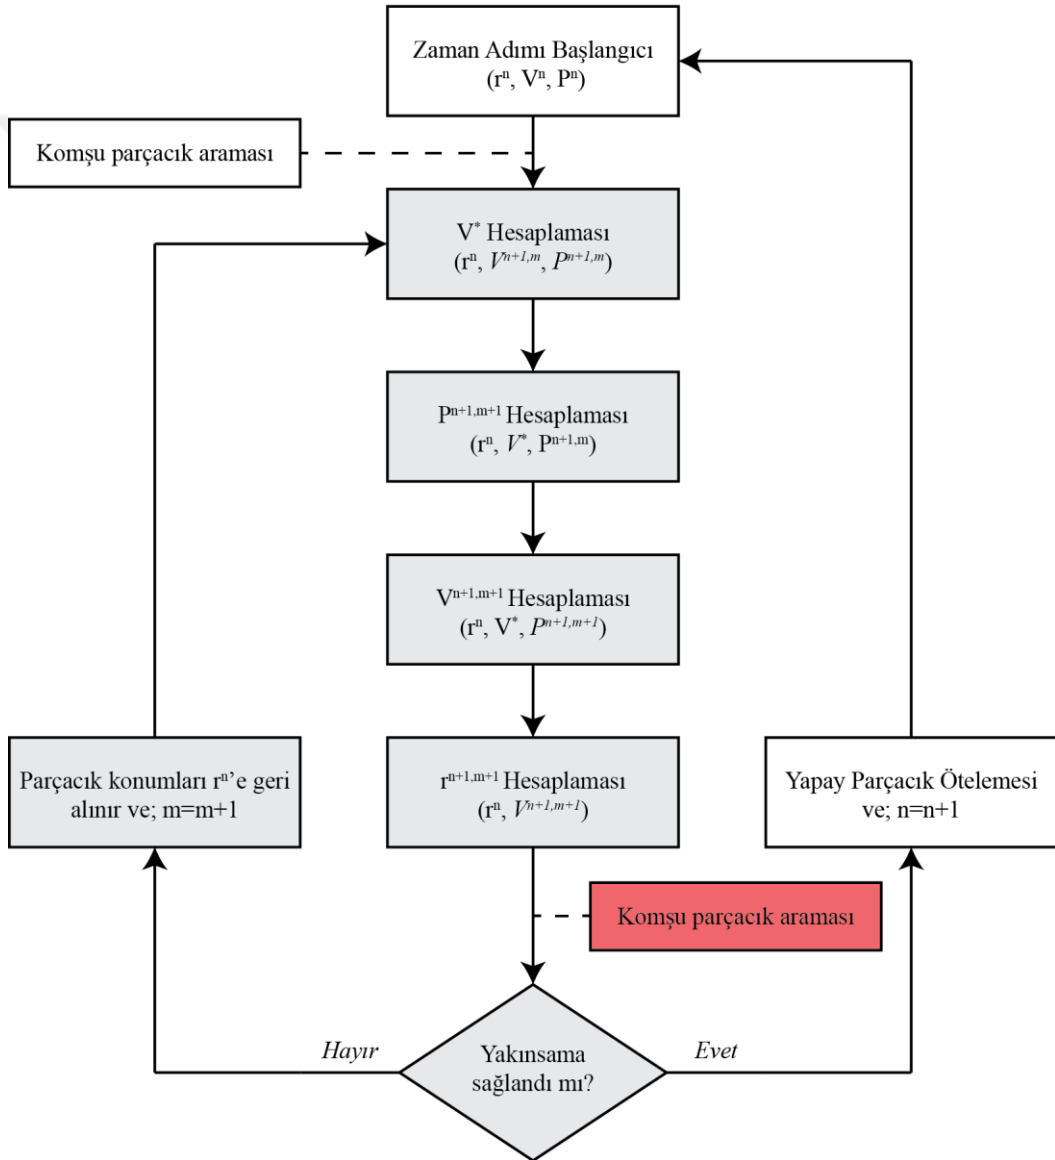 Zaman Adımı Başlangıcı
(rⁿ, Vⁿ, Pⁿ)
Komşu parçacık araması
V* Hesaplaması
(rⁿ, Vⁿ⁺¹,ᵐ, Pⁿ⁺¹,ᵐ)
Pⁿ⁺¹,ᵐ⁺¹ Hesaplaması
(rⁿ, V*, Pⁿ⁺¹,ᵐ)
Vⁿ⁺¹,ᵐ⁺¹ Hesaplaması
(rⁿ, V*, Pⁿ⁺¹,ᵐ⁺¹)
rⁿ⁺¹,ᵐ⁺¹ Hesaplaması
(rⁿ, Vⁿ⁺¹,ᵐ⁺¹)
Parçacık konumları rⁿ’e geri
alınır ve; m=m+1
Yapay Parçacık Ötelemesi
ve; n=n+1
Komşu parçacık araması
Hayır
Yakınsama
sağlandı mı?
Evet